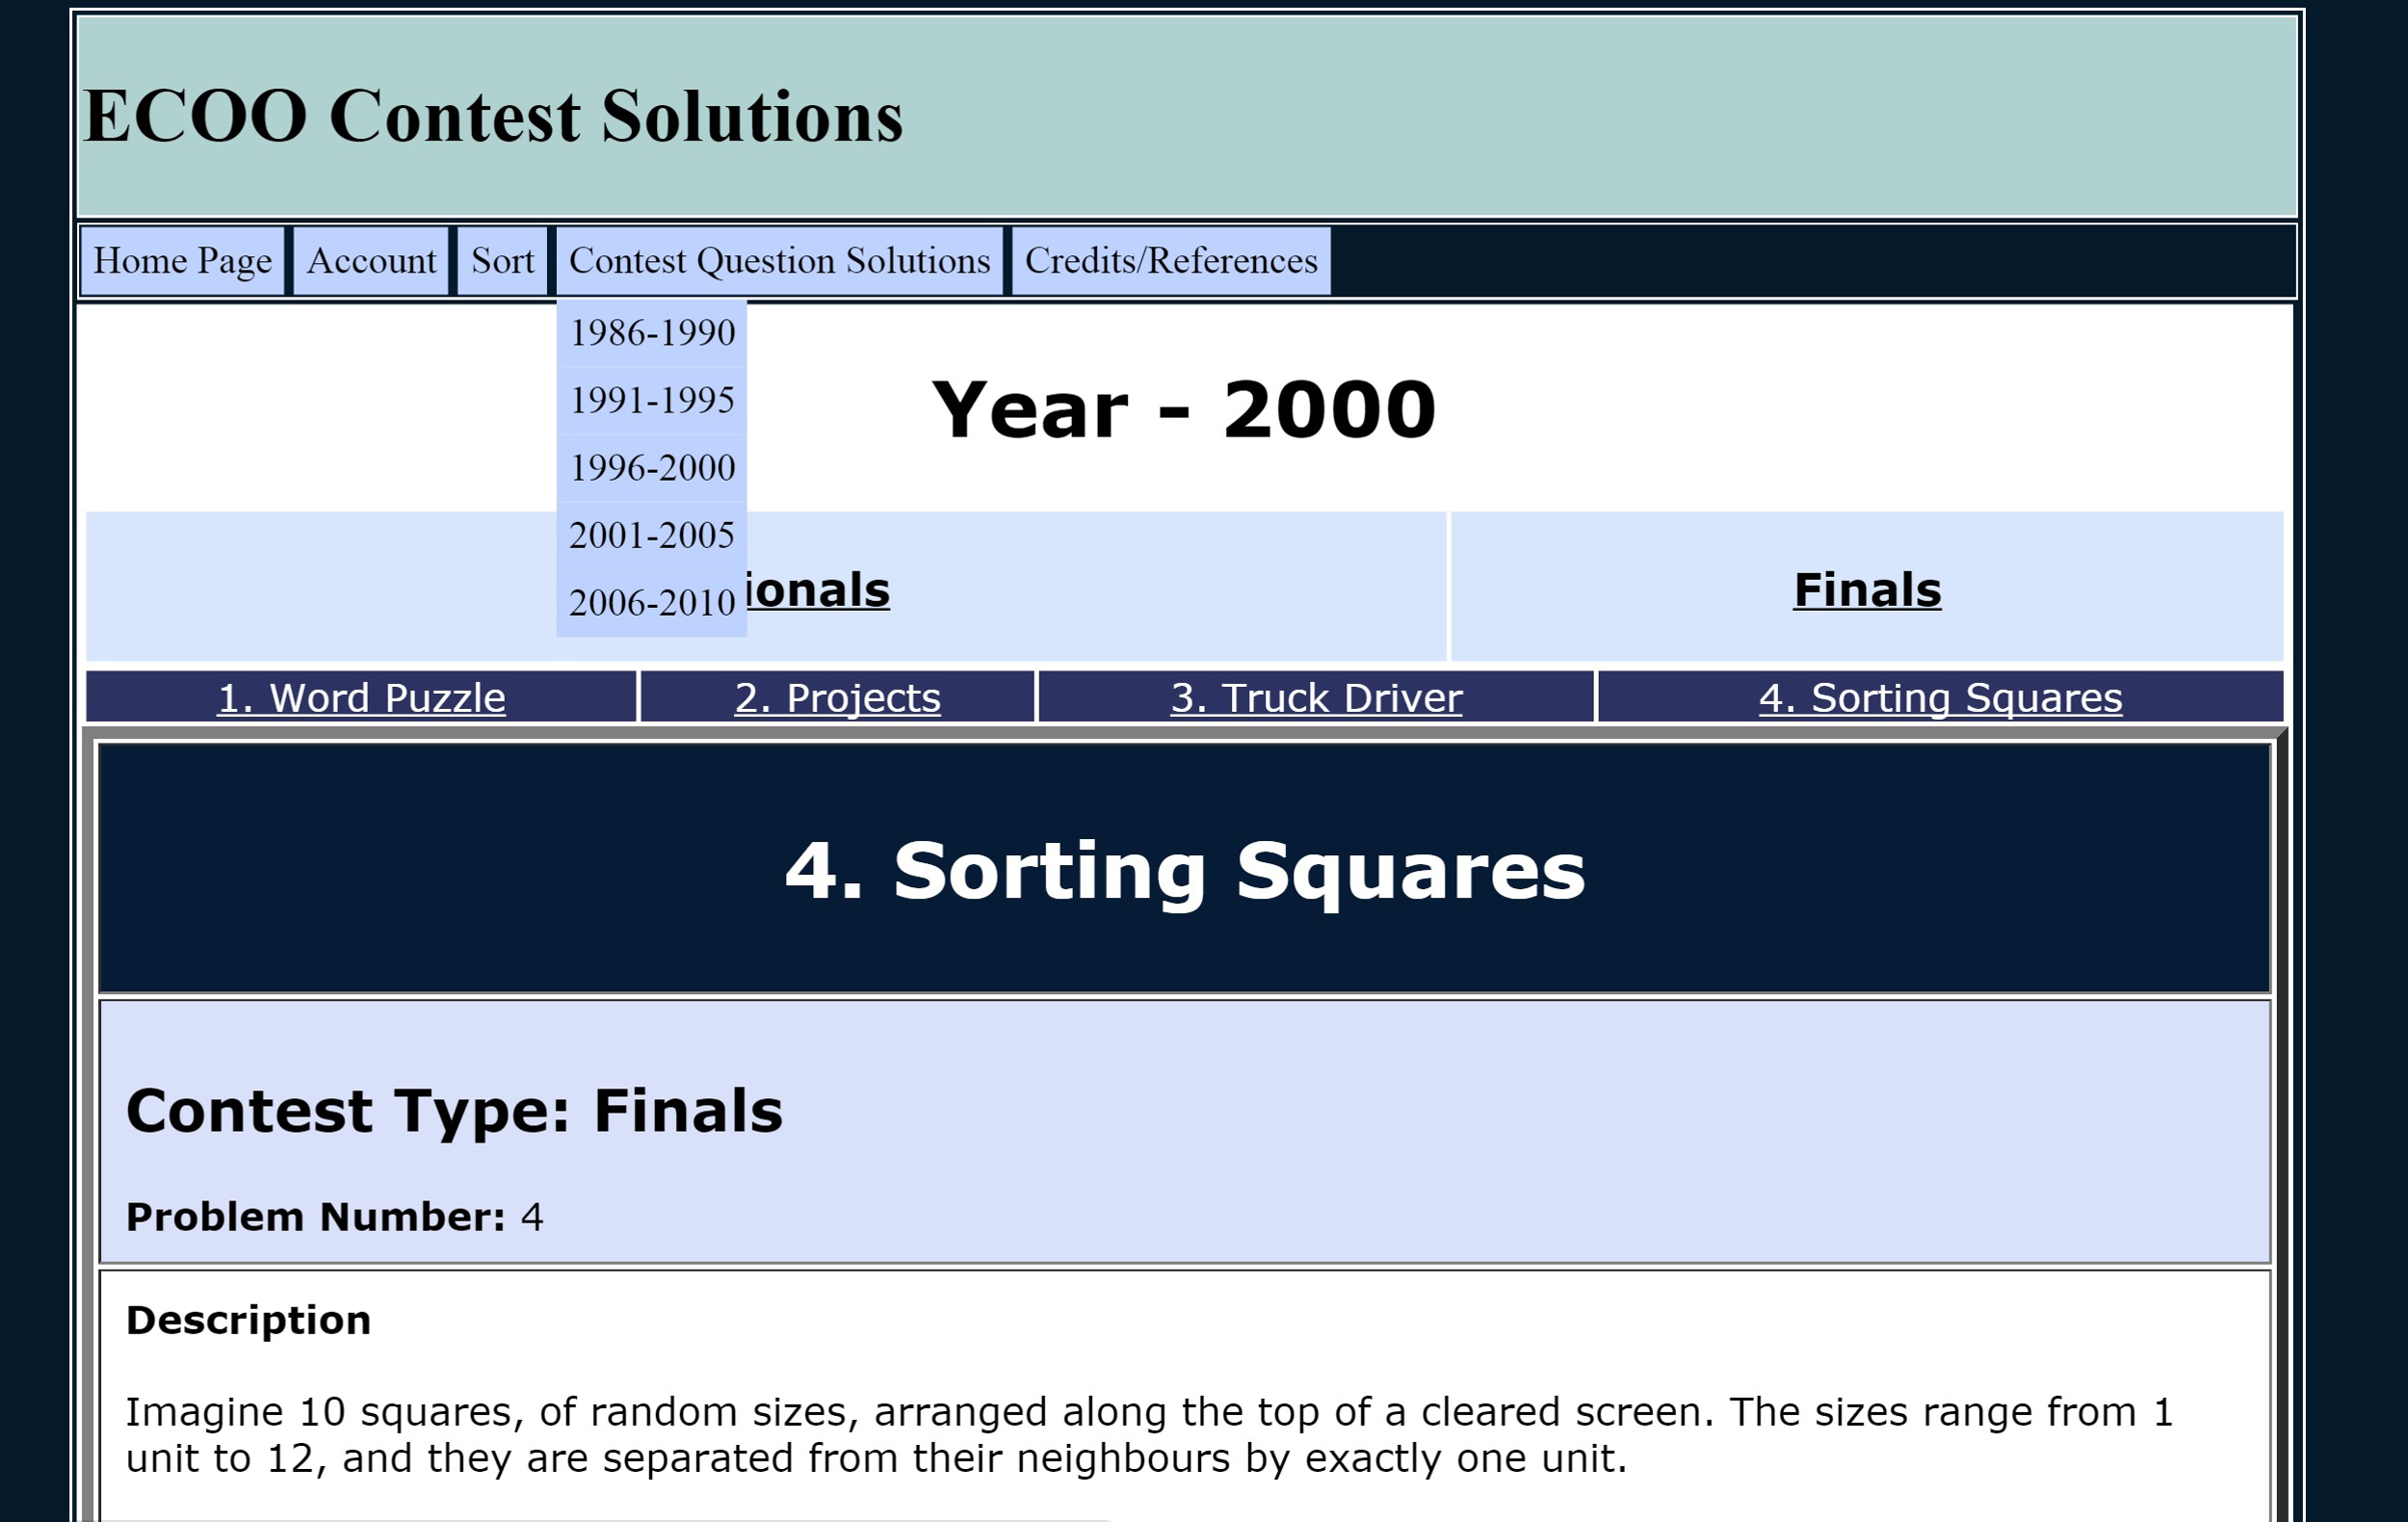 ECOO Contest Solutions
Home Page Account Sort Contest Question Solutions Credits/References
1986-1990
1991-1995
1996-2000
2001-2005
2006-2010
Year - 2000
ionals Finals
1. Word Puzzle 2. Projects 3. Truck Driver 4. Sorting Squares
4. Sorting Squares
Contest Type: Finals
Problem Number: 4
Description
Imagine 10 squares, of random sizes, arranged along the top of a cleared screen. The sizes range from 1
unit to 12, and they are separated from their neighbours by exactly one unit.